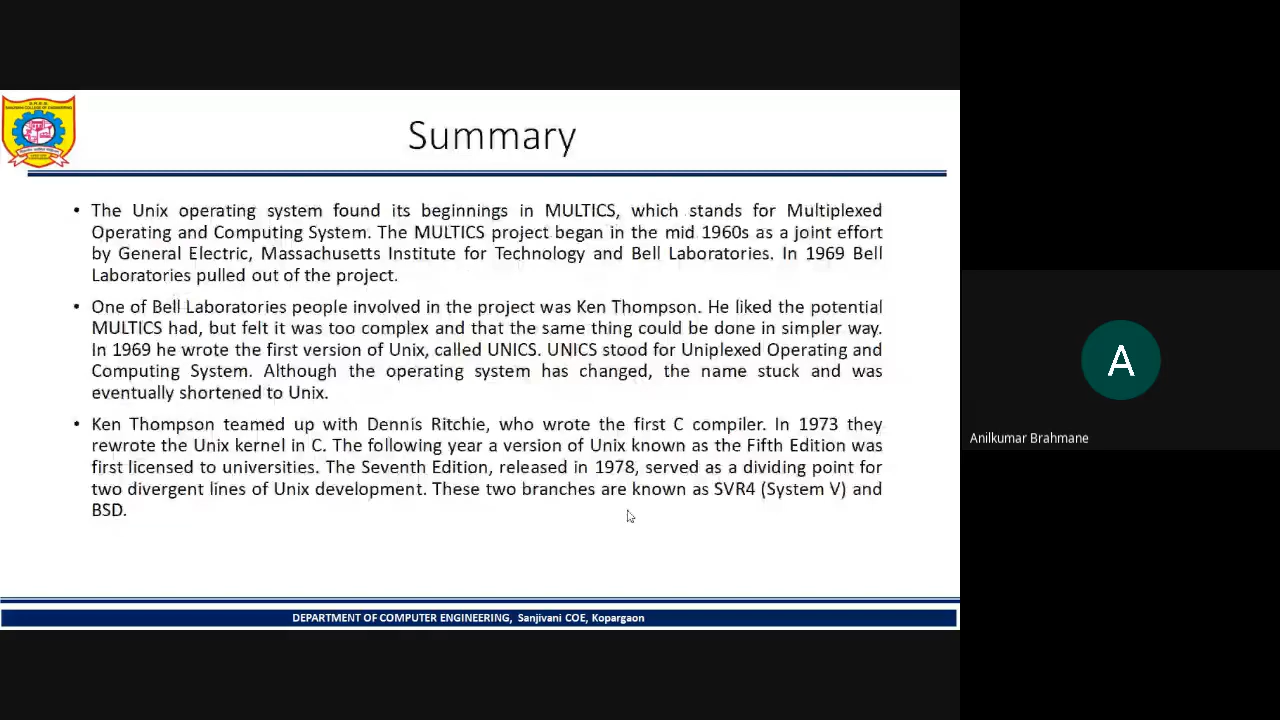 Summary
• The Unix operating system found its beginnings in MULTICS, which stands for Multiplexed
Operating and Computing System. The MULTICS project began in the mid 1960s as a joint effort
by General Electric, Massachusetts Institute for Technology and Bell Laboratories. In 1969 Bell
Laboratories pulled out of the project.
• One of Bell Laboratories people involved in the project was Ken Thompson. He liked the potential
MULTICS had, but felt it was too complex and that the same thing could be done in simpler way.
In 1969 he wrote the first version of Unix, called UNICS. UNICS stood for Uniplexed Operating and
Computing System. Although the operating system has changed, the name stuck and was
eventually shortened to Unix.
• Ken Thompson teamed up with Dennis Ritchie, who wrote the first C compiler. In 1973 they
rewrote the Unix kernel in C. The following year a version of Unix known as the Fifth Edition was
first licensed to universities. The Seventh Edition, released in 1978, served as a dividing point for
two divergent lines of Unix development. These two branches are known as SVR4 (System V) and
BSD.
DEPARTMENT OF COMPUTER ENGINEERING, Sanjivani COE, Kopargaon
A
Anilkumar Brahmane